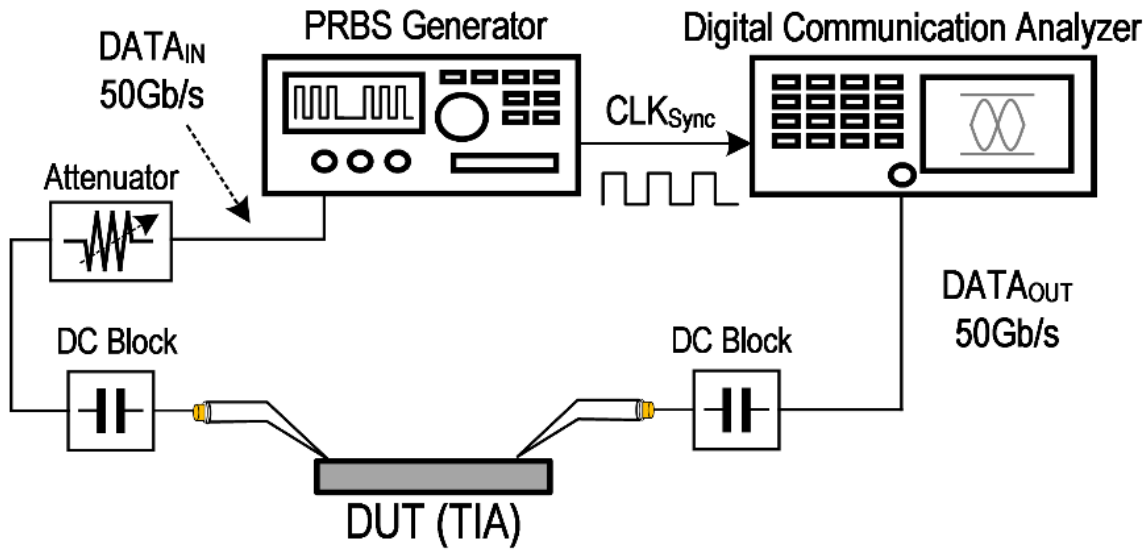 PRBS Generator
Digital Communication Analyzer
DATAIN
50Gb/s
CLKSync
Attenuator
DATAOUT
50Gb/s
DC Block
DC Block
DUT (TIA)